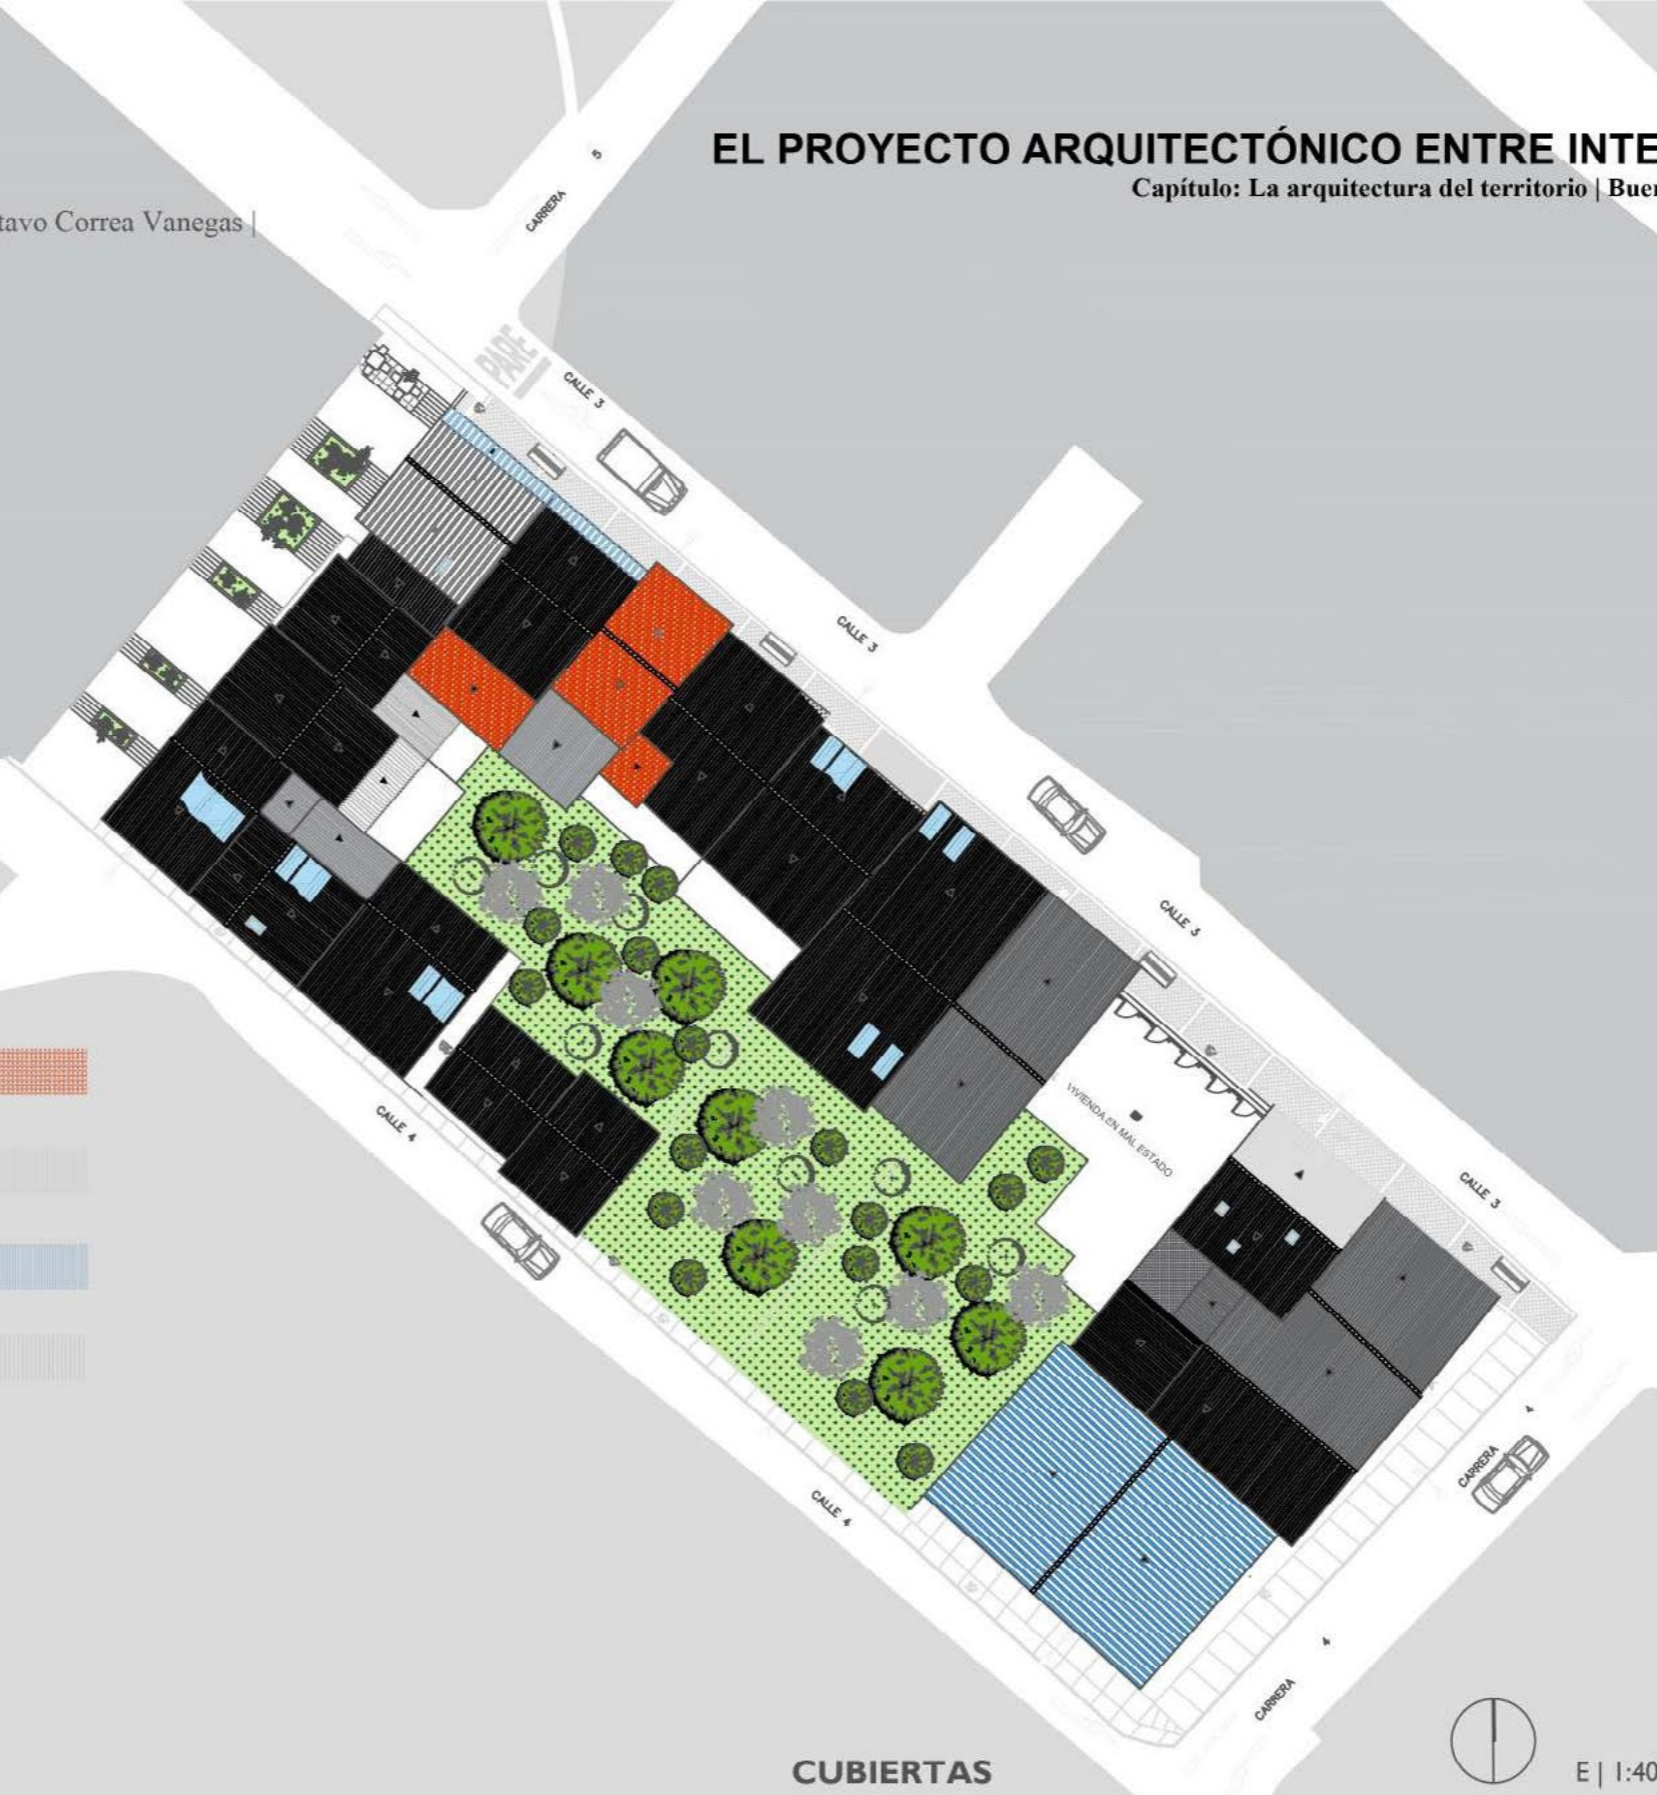 EL PROYECTO ARQUITECTÓNICO ENTRE INTE
Capítulo: La arquitectura del territorio | Buen
tavo Correa Vanegas |
CARRERA 5
PARE
CALLE 3
CALLE 3
CALLE 3
VIVIENDA EN MAL ESTADO
CALLE 3
CALLE 4
CALLE 4
CARRERA 4
CARRERA 4
CUBIERTAS
E | 1:40